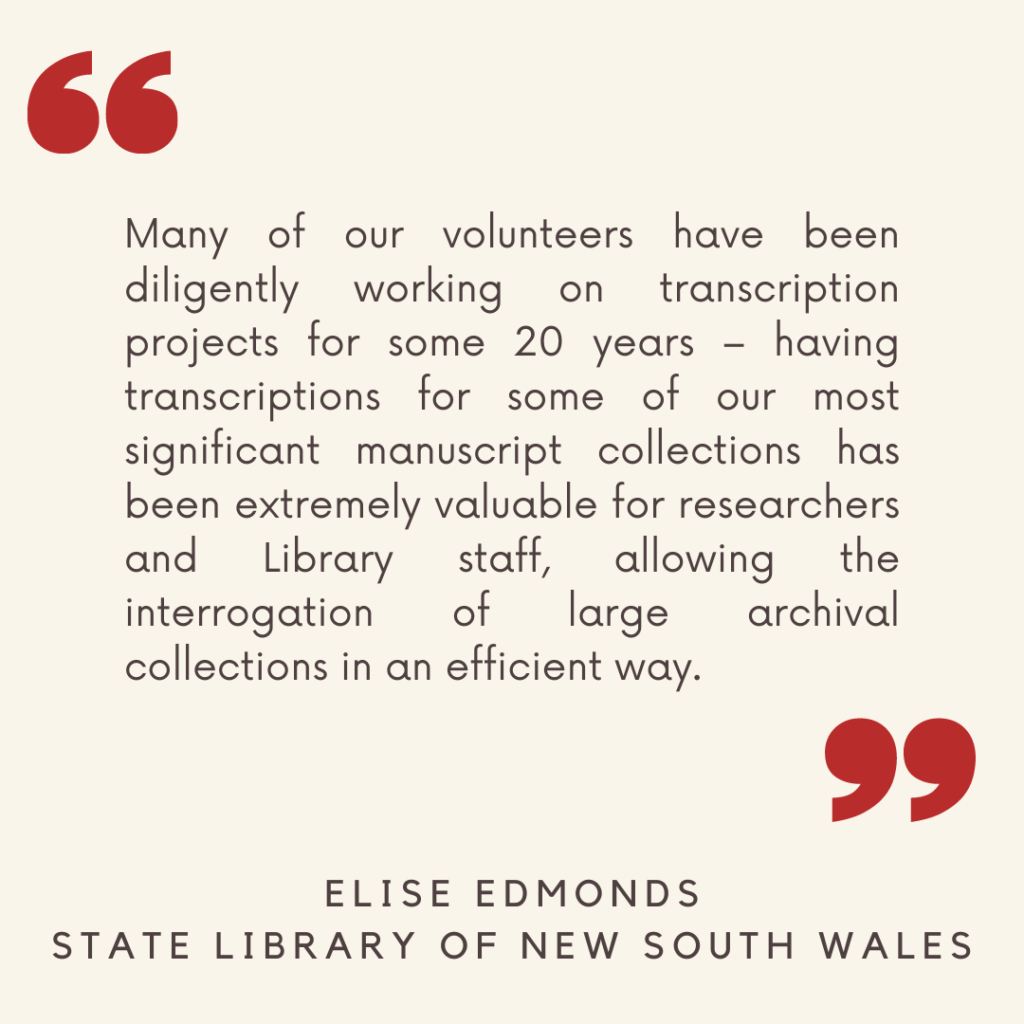 “
Many of our volunteers have been
diligently working on transcription
projects for some 20 years – having
transcriptions for some of our most
significant manuscript collections has
been extremely valuable for researchers
and Library staff, allowing the
interrogation of large archival
collections in an efficient way.
”
ELISE EDMONDS
STATE LIBRARY OF NEW SOUTH WALES